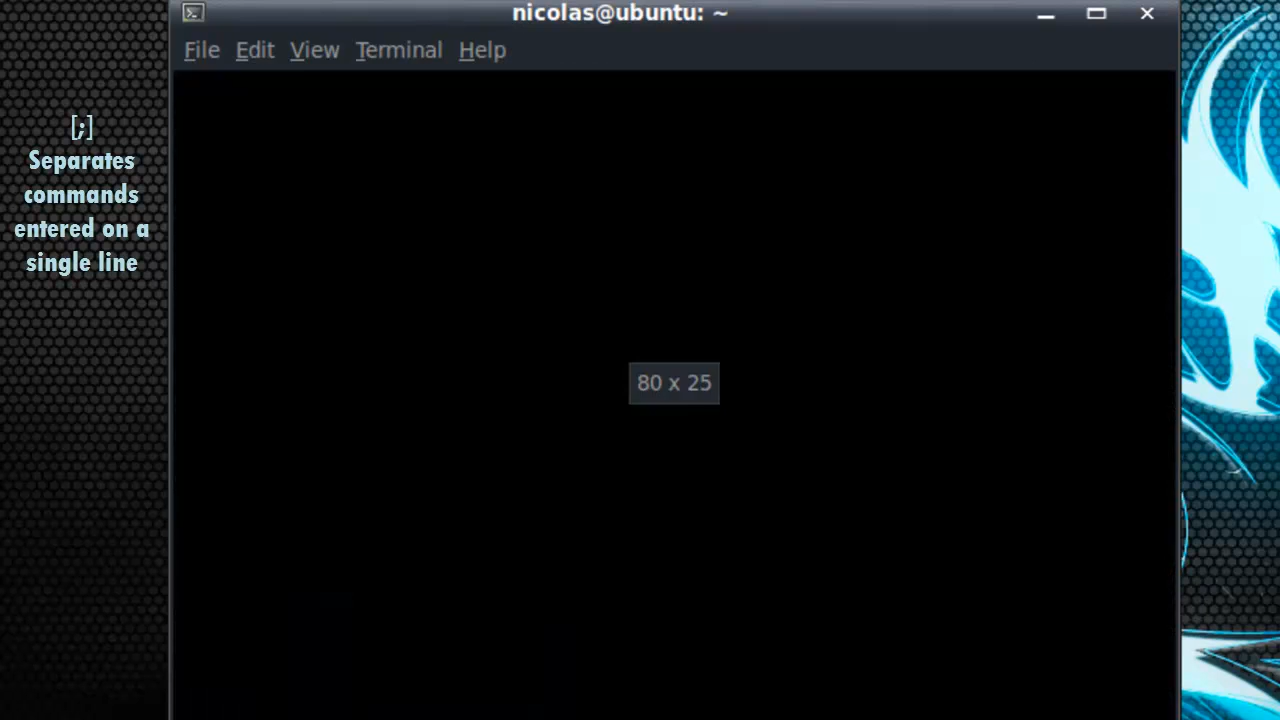 nicolas@ubuntu: ~
File Edit View Terminal Help
[;]
Separates
commands
entered on a
single line
80 x 25